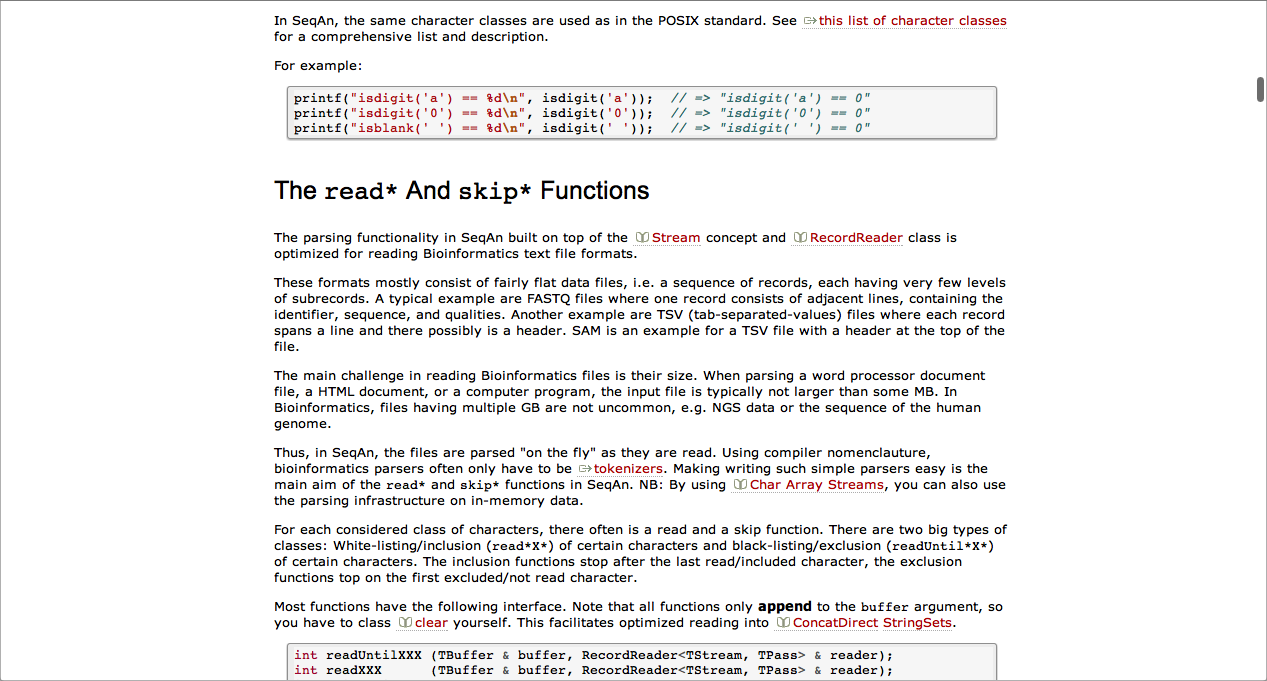 In SeqAn, the same character classes are used as in the POSIX standard. See this list of character classes
for a comprehensive list and description.
For example:
printf("isdigit('a') == %d\n", isdigit('a'));  // => "isdigit('a') == 0"
printf("isdigit('0') == %d\n", isdigit('0'));  // => "isdigit('0') == 0"
printf("isblank(' ') == %d\n", isdigit(' '));  // => "isdigit(' ') == 0"
The read* And skip* Functions
The parsing functionality in SeqAn built on top of the Stream concept and RecordReader class is
optimized for reading Bioinformatics text file formats.
These formats mostly consist of fairly flat data files, i.e. a sequence of records, each having very few levels
of subrecords. A typical example are FASTQ files where one record consists of adjacent lines, containing the
identifier, sequence, and qualities. Another example are TSV (tab-separated-values) files where each record
spans a line and there possibly is a header. SAM is an example for a TSV file with a header at the top of the
file.
The main challenge in reading Bioinformatics files is their size. When parsing a word processor document
file, a HTML document, or a computer program, the input file is typically not larger than some MB. In
Bioinformatics, files having multiple GB are not uncommon, e.g. NGS data or the sequence of the human
genome.
Thus, in SeqAn, the files are parsed "on the fly" as they are read. Using compiler nomenclauture,
bioinformatics parsers often only have to be tokenizers. Making writing such simple parsers easy is the
main aim of the read* and skip* functions in SeqAn. NB: By using Char Array Streams, you can also use
the parsing infrastructure on in-memory data.
For each considered class of characters, there often is a read and a skip function. There are two big types of
classes: White-listing/inclusion (read*X*) of certain characters and black-listing/exclusion (readUntil*X*)
of certain characters. The inclusion functions stop after the last read/included character, the exclusion
functions top on the first excluded/not read character.
Most functions have the following interface. Note that all functions only append to the buffer argument, so
you have to class clear yourself. This facilitates optimized reading into ConcatDirect StringSets.
int readUntilXXX (TBuffer & buffer, RecordReader<TStream, TPass> & reader);
int readXXX      (TBuffer & buffer, RecordReader<TStream, TPass> & reader);